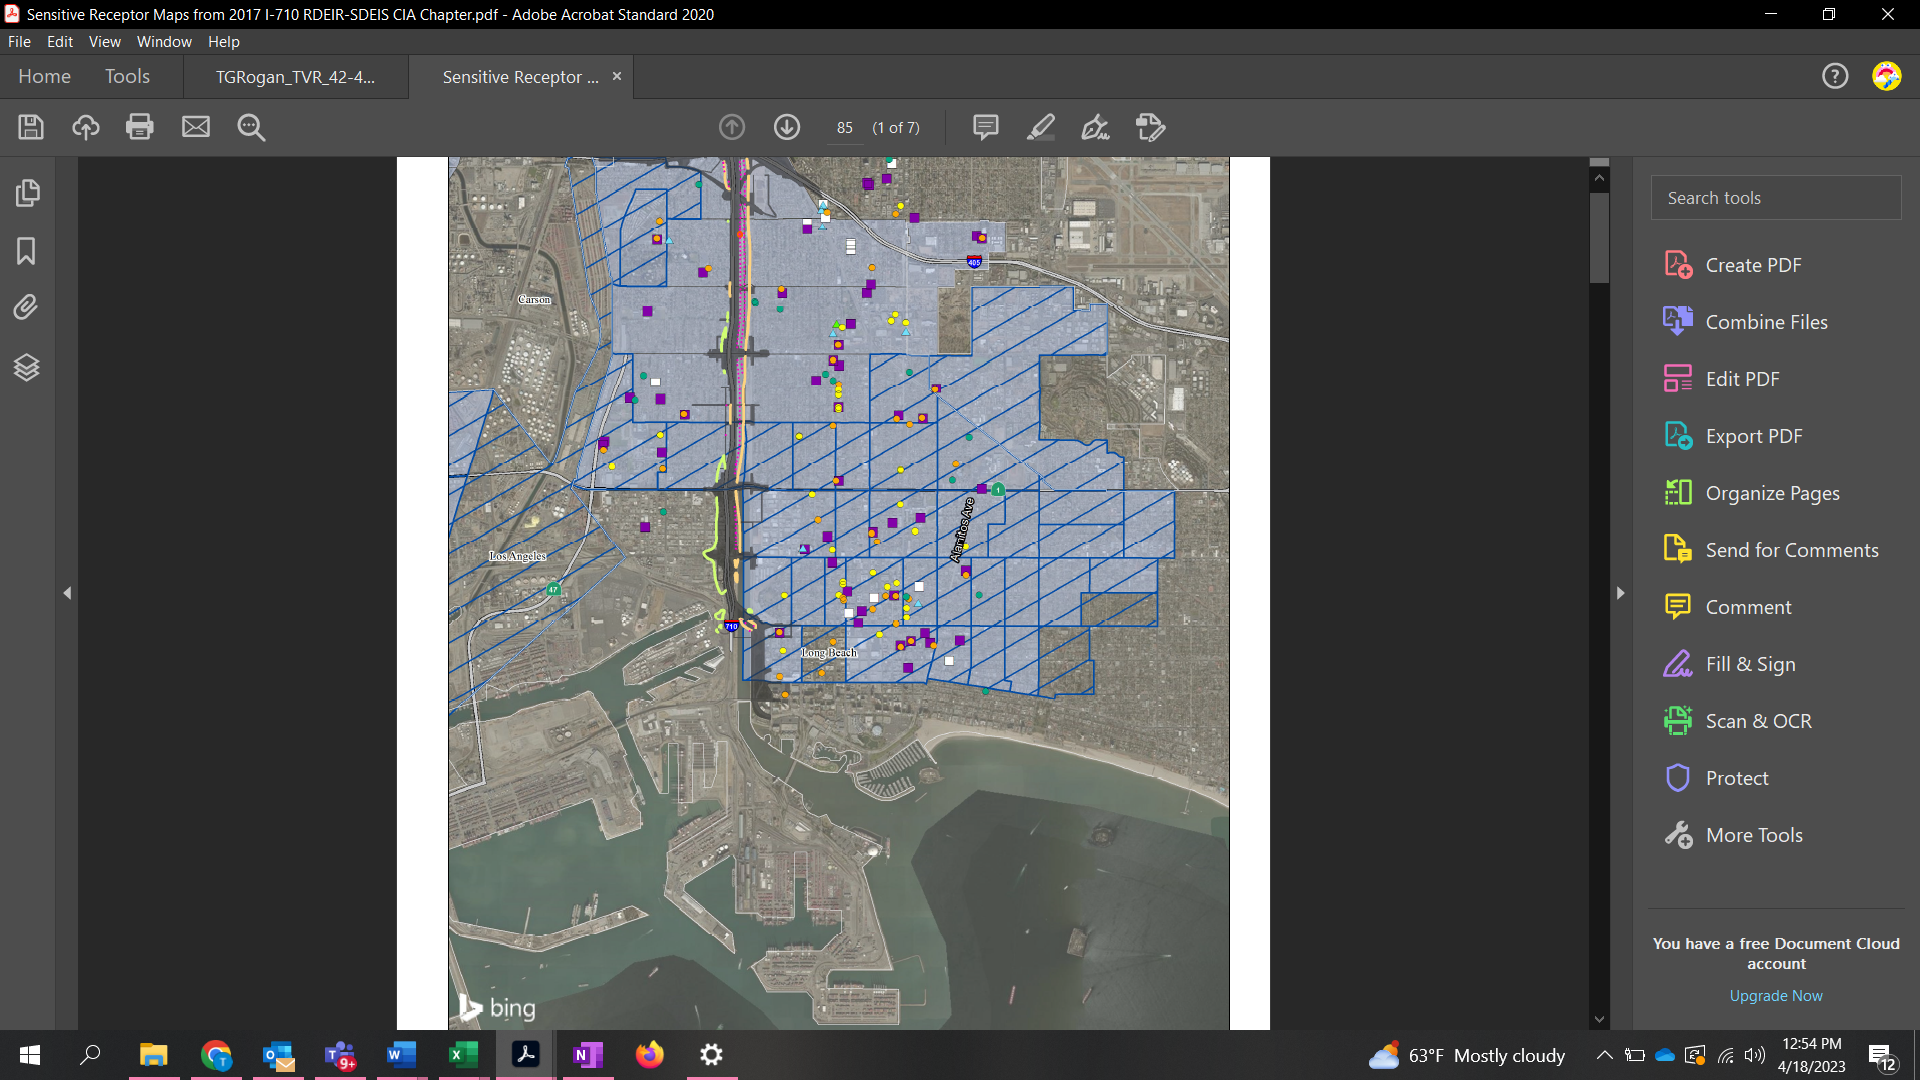 Sensitive Receptor Maps from 2017 I-710 RDEIR-SDEIS CIA Chapter.pdf - Adobe Acrobat Standard 2020
File Edit View Window Help
Home Tools TGRogan_TVR_42-4... Sensitive Receptor ... ×
85 (1 of 7)
Search tools
Create PDF
Combine Files
Edit PDF
Export PDF
Organize Pages
Send for Comments
Comment
Fill & Sign
Scan & OCR
Protect
More Tools
You have a free Document Cloud
account
Upgrade Now
405
Carson
1
Alamitos Ave
Los Angeles
47
710
Long Beach
bing
9+
63°F Mostly cloudy
12:54 PM
4/18/2023
12